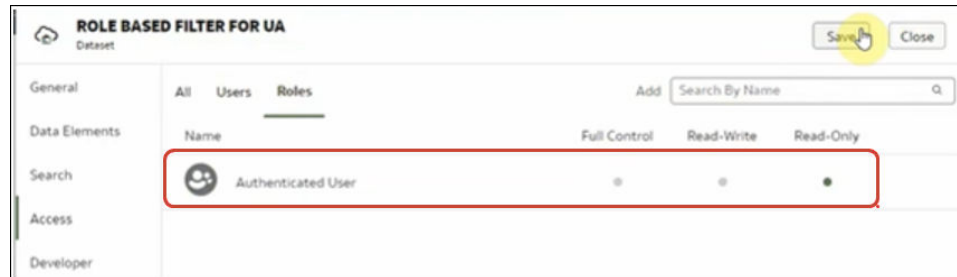 ROLE BASED FILTER FOR UA
Dataset
Save
Close
General
All Users Roles
Add Search By Name
Data Elements
Name Full Control Read-Write Read-Only
Search
Authenticated User
Access
Developer